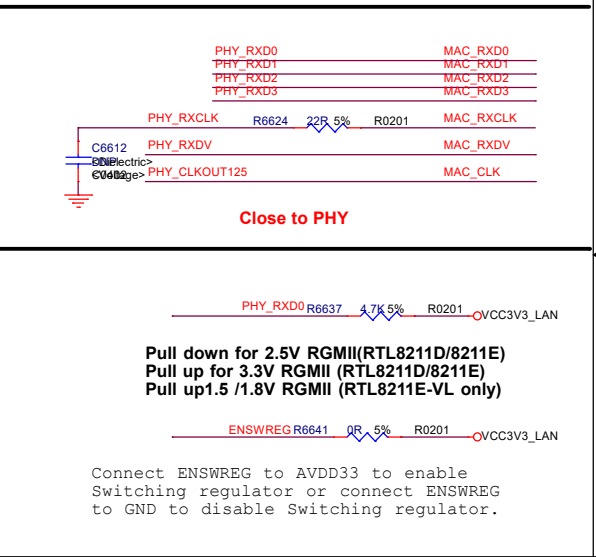 PHY_RXD0 MAC_RXD0
PHY_RXD1 MAC_RXD1
PHY_RXD2 MAC_RXD2
PHY_RXD3 MAC_RXD3
PHY_RXCLK R6624 22R 5% R0201 MAC_RXCLK
C6612 PHY_RXDV MAC_RXDV
PHY_CLKOUT125 MAC_CLK
Close to PHY
PHY_RXD0 R6637 4.7K 5% R0201 VCC3V3_LAN
Pull down for 2.5V RGMII(RTL8211D/8211E)
Pull up for 3.3V RGMII (RTL8211D/8211E)
Pull up1.5 /1.8V RGMII (RTL8211E-VL only)
ENSWREG R6641 0R 5% R0201 VCC3V3_LAN
Connect ENSWREG to AVDD33 to enable
Switching regulator or connect ENSWREG
to GND to disable Switching regulator.